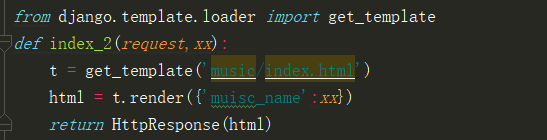 from django.template.loader import get_template
def index_2(request,xx):
    t = get_template('music/index.html')
    html = t.render({'muisc_name':xx})
    return HttpResponse(html)